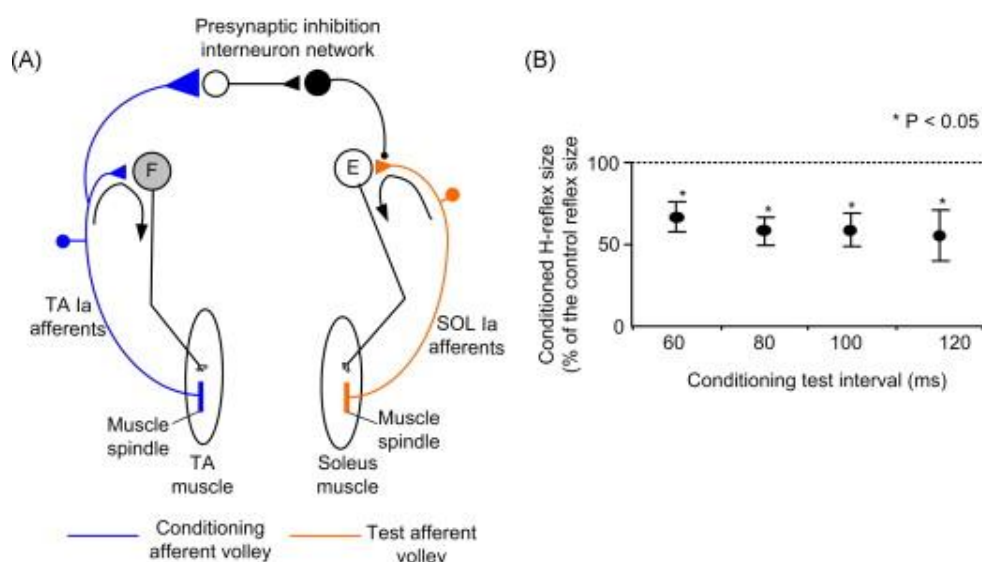 Presynaptic inhibition
interneuron network
(A)
F
E
TA Ia
afferents
SOL Ia
afferents
Muscle
spindle
Muscle
spindle
TA
muscle
Soleus
muscle
Conditioning
afferent volley
Test afferent
volley
(B)
* P < 0.05
Conditioned H-reflex size
(% of the control reflex size)
100
50
0
* * * *
60 80 100 120
Conditioning test interval (ms)